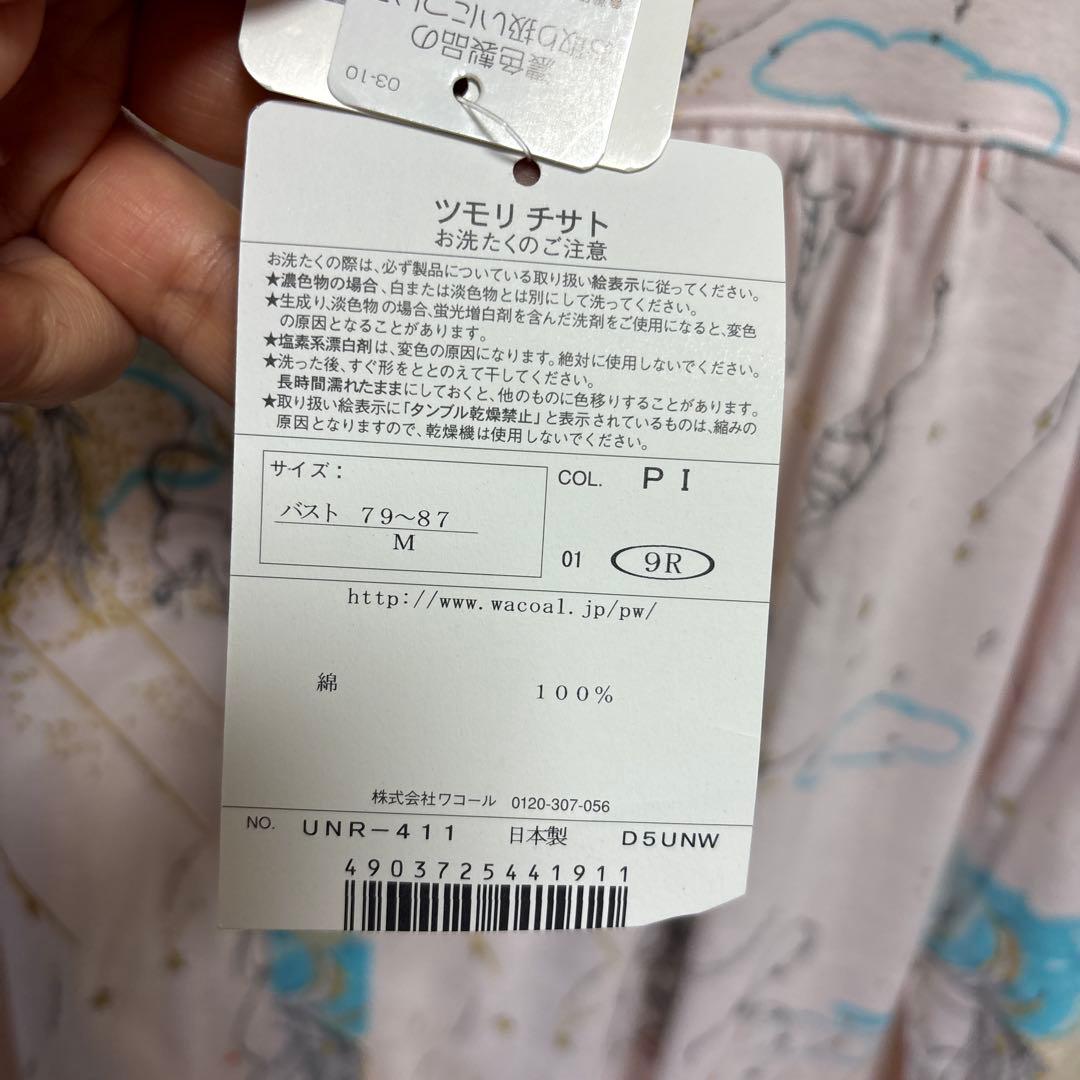 濃色製品の
お取り扱いについ
03-10
ツモリ チサト
お洗たくのご注意
お洗たくの際は、必ず製品についている取り扱い絵表示に従ってください。
★濃色物の場合、白または淡色物とは別にして洗ってください。
★生成り、淡色物の場合、蛍光増白剤を含んだ洗剤をご使用になると、変色
の原因となることがあります。
★塩素系漂白剤は、変色の原因になります。絶対に使用しないでください。
★洗った後、すぐ形をととのえて干してください。
長時間濡れたままにしておくと、他のものに色移りすることがあります。
★取り扱い絵表示に「タンブル乾燥禁止」と表示されているものは、縮みの
原因となりますので、乾燥機は使用しないでください。
サイズ:
バスト 79～87
M
COL. PI
01 9R
http://www.wacoal.jp/pw/
綿 100%
株式会社ワコール 0120-307-056
NO. UNR-411 日本製 D5UNW
4903725441911